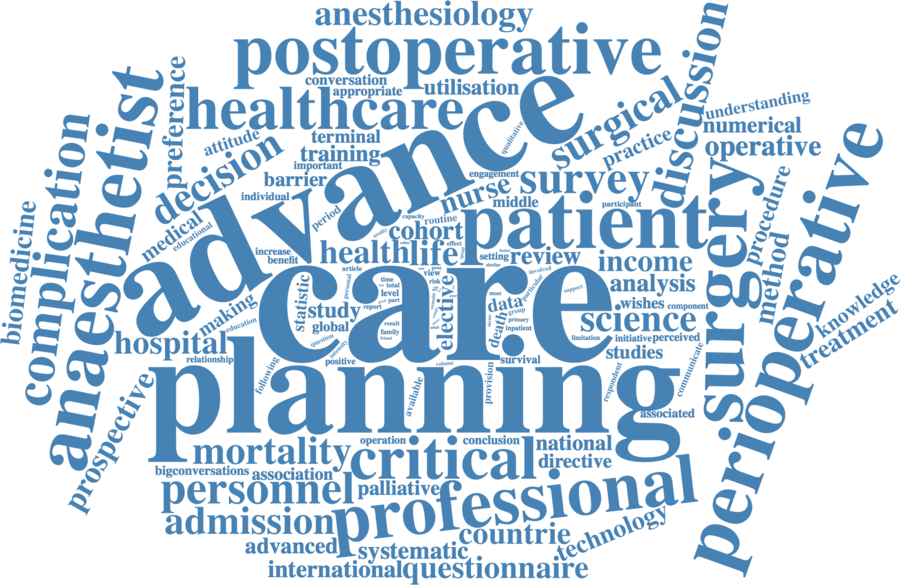 anesthesiology
postoperative
conversation
appropriate
utilisation
healthcare
preference
attitude
terminal
training
important
decision
barrier
individual
period
medical
educational
advance
qualitative
engagement
surgical
discussion
understanding
numerical
operative
practice
nurse
survey
middle
participant
patient
capacity
routine
cohort
effect
health
life
setting
review
better
similar
involved
particular
support
income
analysis
surgery
procedure
method
perioperative
knowledge
treatment
biomedicine
complication
anaesthetist
prospective
increase
benefit
article
personal
time
total
level
part
view
risk
care
elective
data
group
most
primary
inpatient
death
wishes
component
science
limitation
initiative
perceived
studies
statistic
study
report
global
result
family
friend
question
making
education
hospital
relationship
following
positive
available
volume
provision
survival
respondent
communicate
associated
planning
mortality
operation
conclusion
critical
national
directive
bigconversations
association
personnel
palliative
professional
admission
countrie
technology
advanced
systematic
international
questionnaire